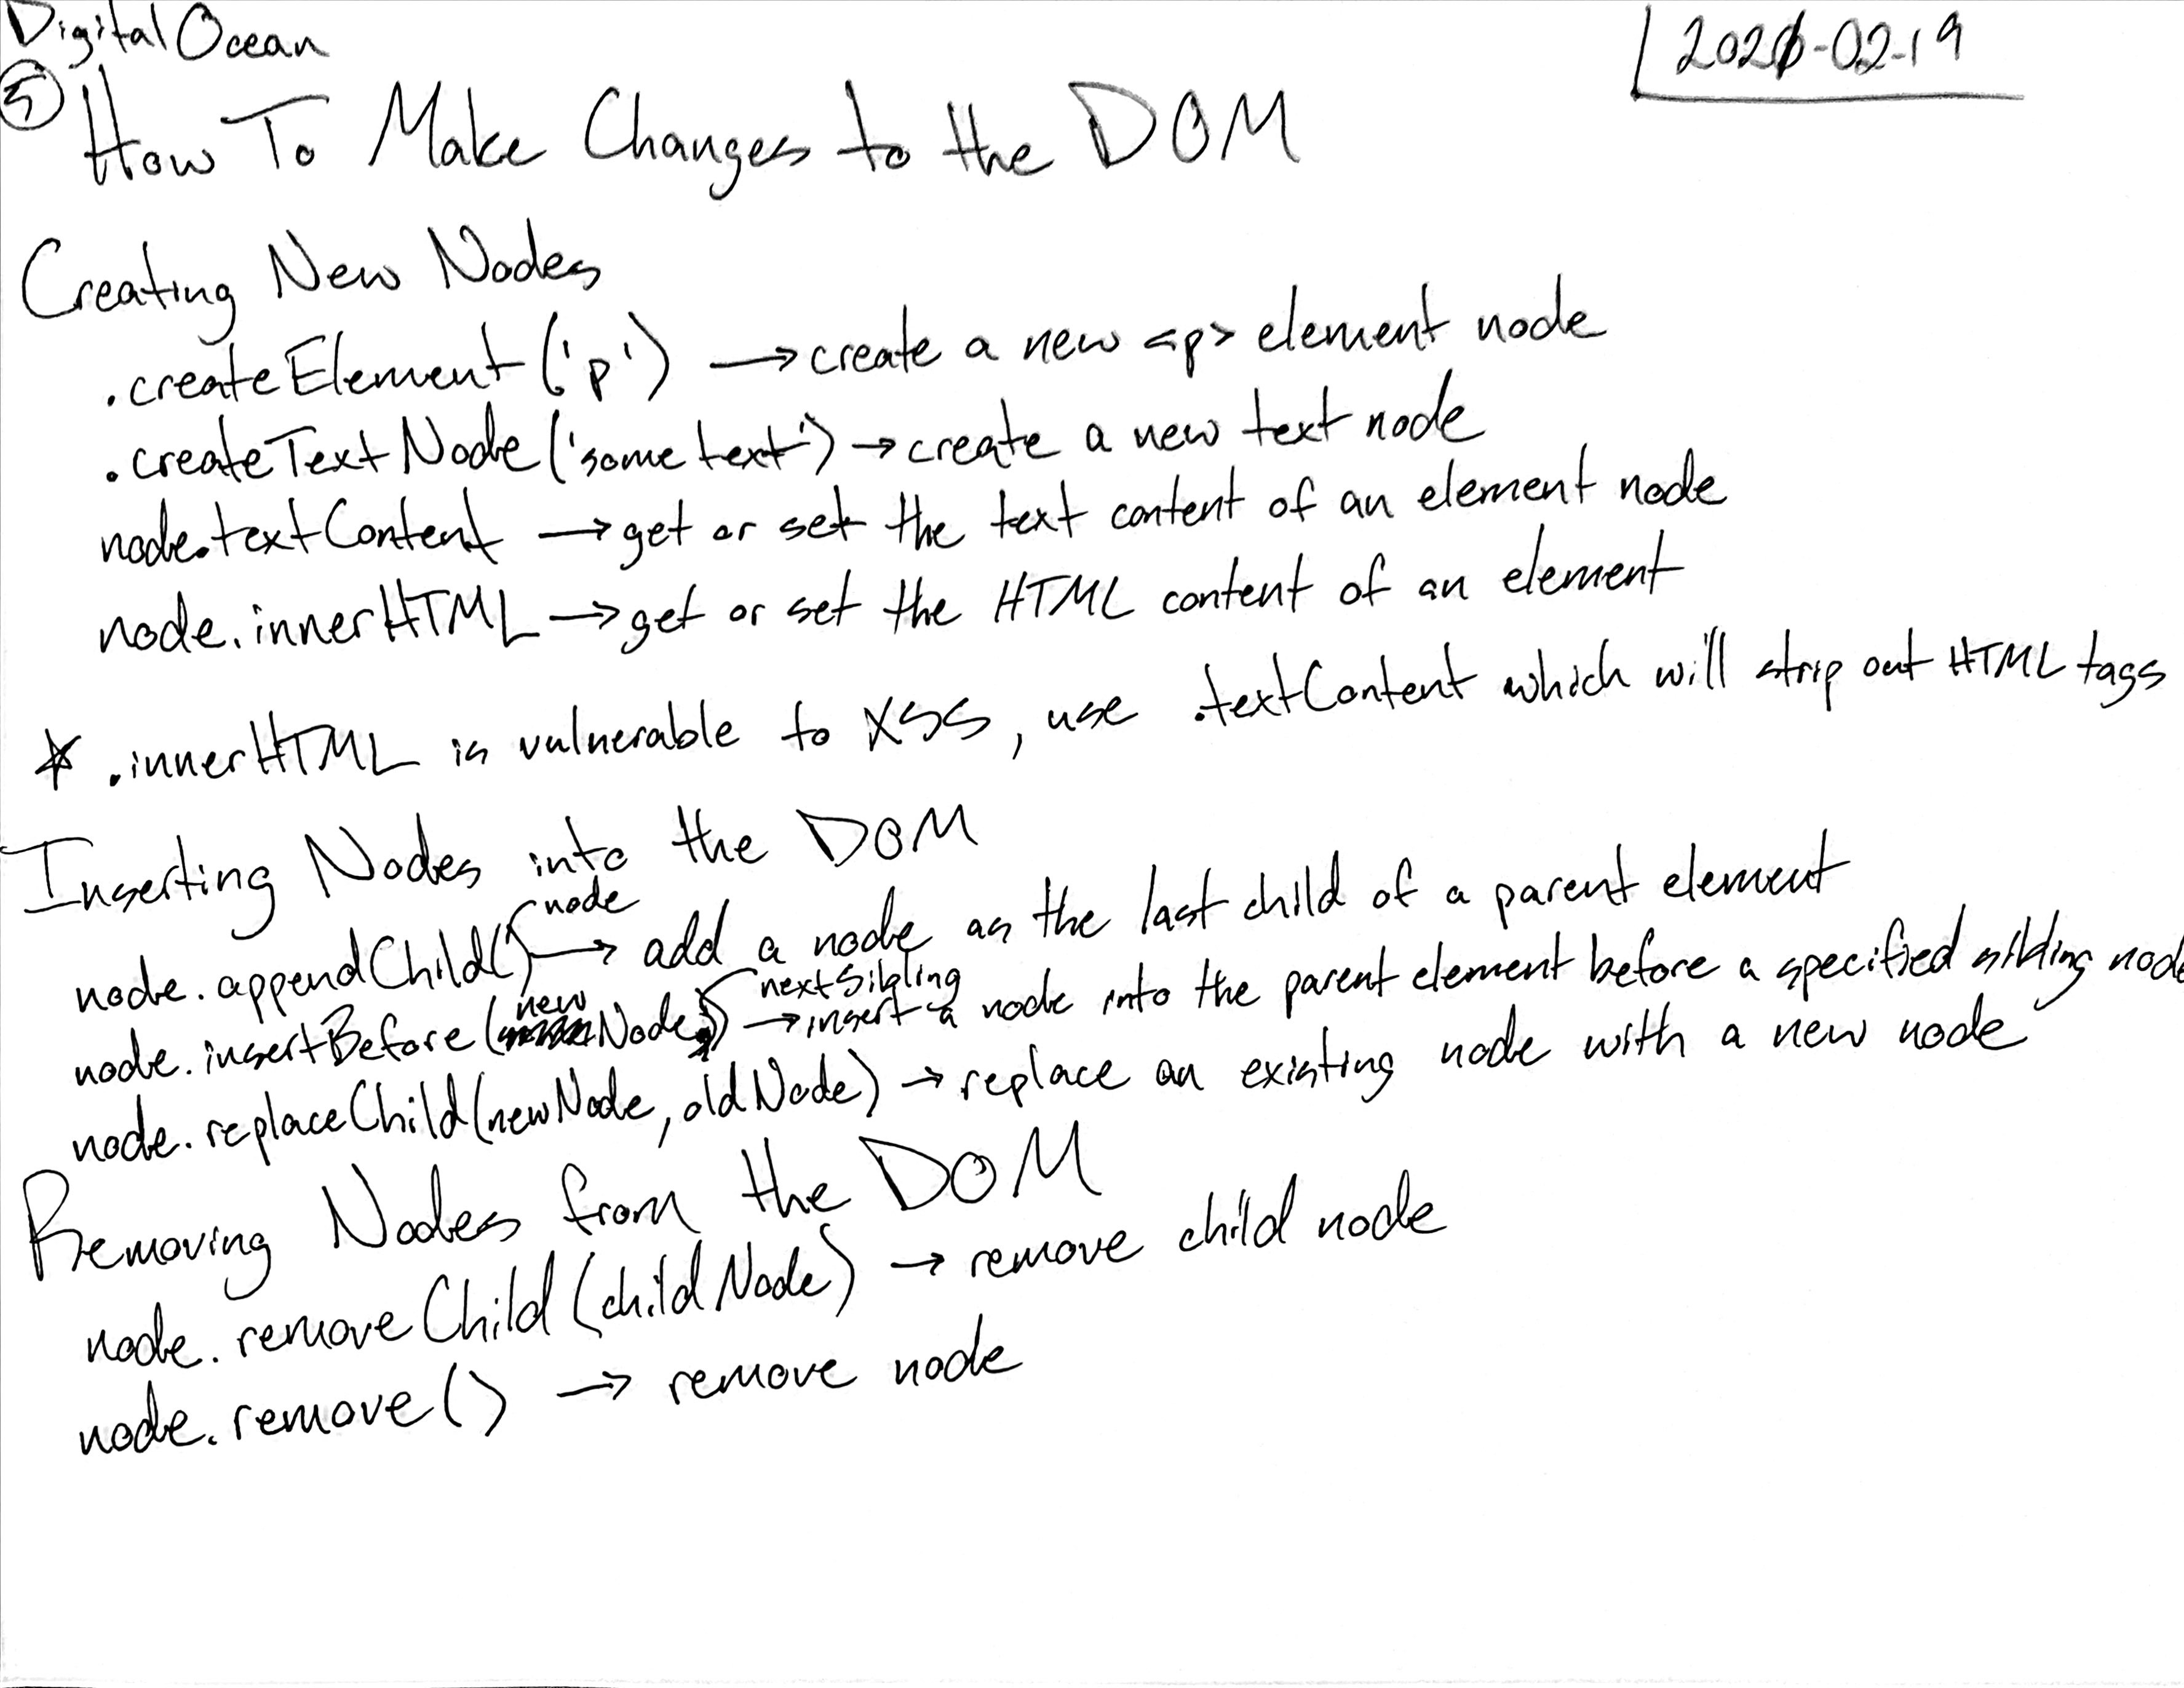 DigitalOcean
2021-02-19
5
How To Make Changes to the DOM
Creating New Nodes
.createElement('p') → create a new <p> element node
.createTextNode('some text') → create a new text node
node.textContent → get or set the text content of an element node
node.innerHTML → get or set the HTML content of an element
* .innerHTML is vulnerable to XSS, use .textContent which will strip out HTML tags
Inserting Nodes into the DOM
node.appendChild(node) → add a node as the last child of a parent element
node.insertBefore(newNode, nextSibling) → insert a node into the parent element before a specified sibling node
node.replaceChild(newNode, oldNode) → replace an existing node with a new node
Removing Nodes from the DOM
node.removeChild(childNode) → remove child node
node.remove() → remove node